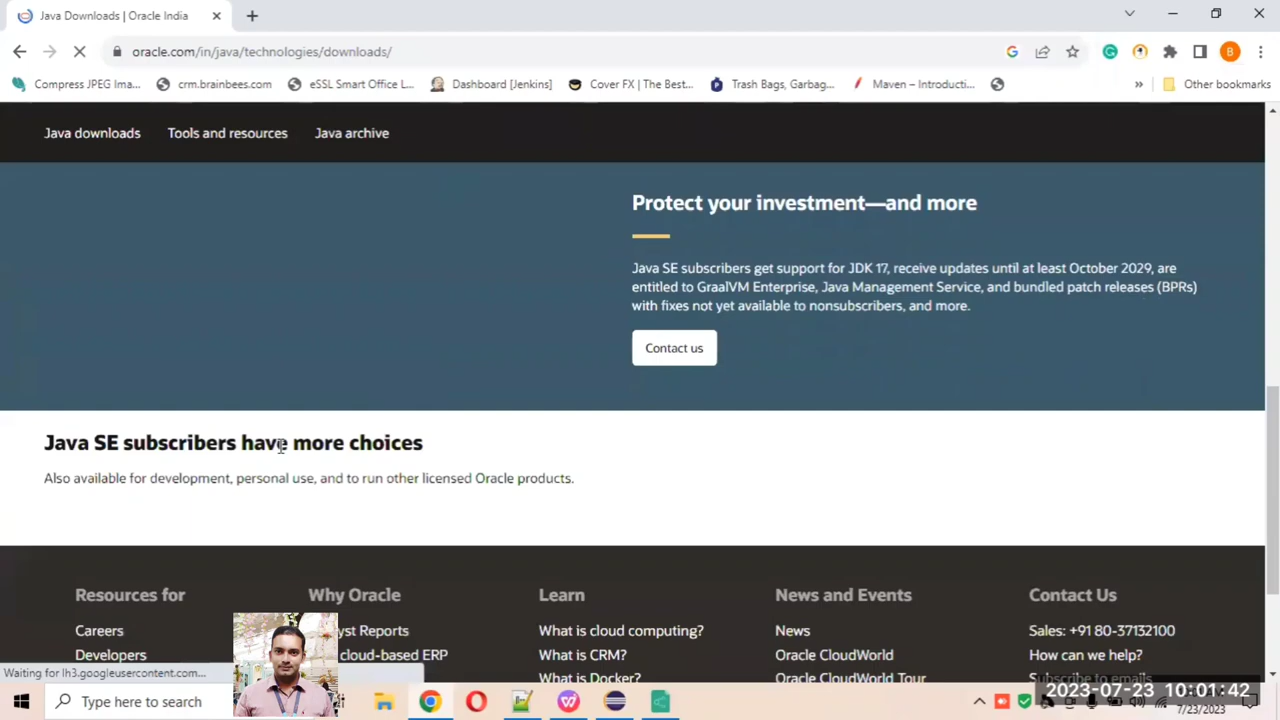 Java Downloads | Oracle India
oracle.com/in/java/technologies/downloads/
Compress JPEG Ima...
crm.brainbees.com
eSSL Smart Office L...
Dashboard [Jenkins]
Cover FX | The Best...
Trash Bags, Garbag...
Maven – Introducti...
»
Other bookmarks
Java downloads
Tools and resources
Java archive
Protect your investment—and more
Java SE subscribers get support for JDK 17, receive updates until at least October 2029, are
entitled to GraalVM Enterprise, Java Management Service, and bundled patch releases (BPRs)
with fixes not yet available to nonsubscribers, and more.
Contact us
Java SE subscribers have more choices
Also available for development, personal use, and to run other licensed Oracle products.
Resources for
Careers
Developers
Why Oracle
yst Reports
cloud-based ERP
Learn
What is cloud computing?
What is CRM?
What is Docker?
News and Events
News
Oracle CloudWorld
Oracle CloudWorld Tour
Contact Us
Sales: +91 80-37132100
How can we help?
Subscribe to emails
Waiting for lh3.googleusercontent.com...
Type here to search
2023-07-23 10:01:42
7/23/2023